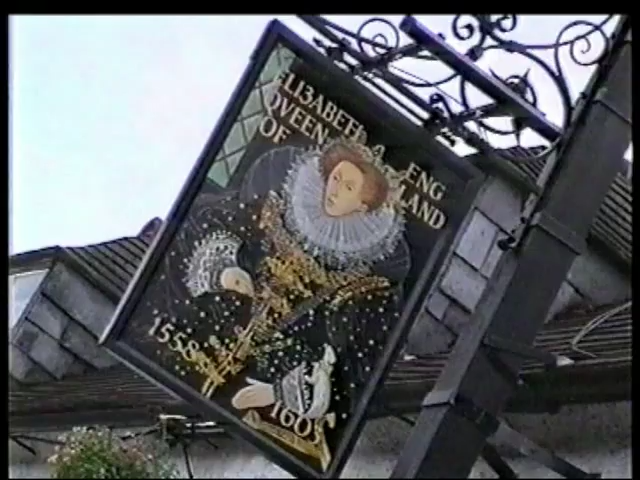 ELIZABETH
QVEEN ENG
OF LAND
1558
1603